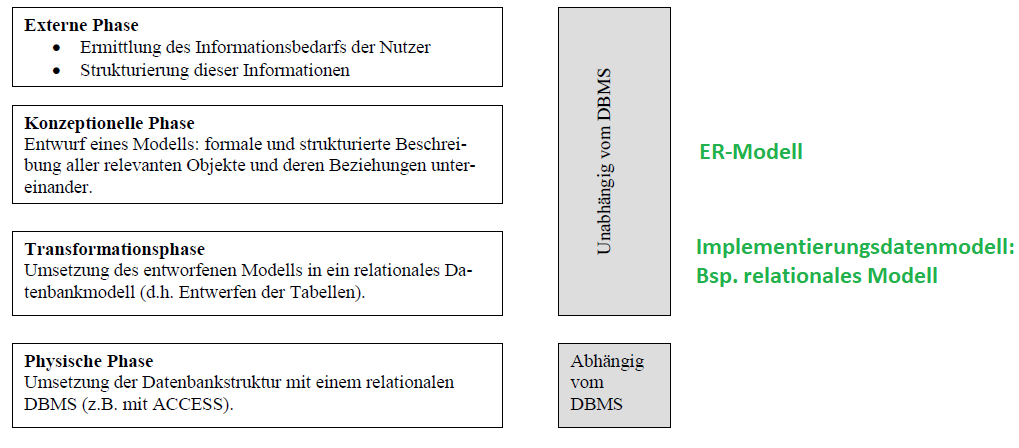 Externe Phase
• Ermittlung des Informationsbedarfs der Nutzer
• Strukturierung dieser Informationen
Konzeptionelle Phase
Entwurf eines Modells: formale und strukturierte Beschrei-
bung aller relevanten Objekte und deren Beziehungen unter-
einander.
Transformationsphase
Umsetzung des entworfenen Modells in ein relationales Da-
tenbankmodell (d.h. Entwerfen der Tabellen).
Physische Phase
Umsetzung der Datenbankstruktur mit einem relationalen
DBMS (z.B. mit ACCESS).
Unabhängig vom DBMS
Abhängig
vom
DBMS
ER-Modell
Implementierungsdatenmodell:
Bsp. relationales Modell